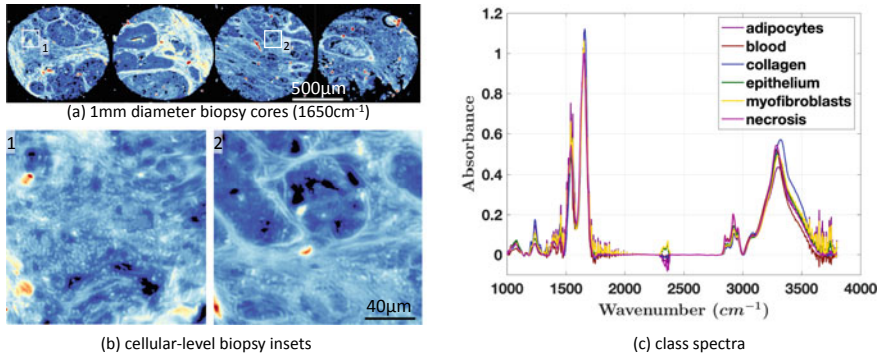 1
2
500μm
(a) 1mm diameter biopsy cores (1650cm⁻¹)
1
2
40μm
(b) cellular-level biopsy insets
1.2
1
0.8
0.6
0.4
0.2
0
Absorbance
adipocytes
blood
collagen
epithelium
myofibroblasts
necrosis
1000 1500 2000 2500 3000 3500 4000
Wavenumber (cm⁻¹)
(c) class spectra